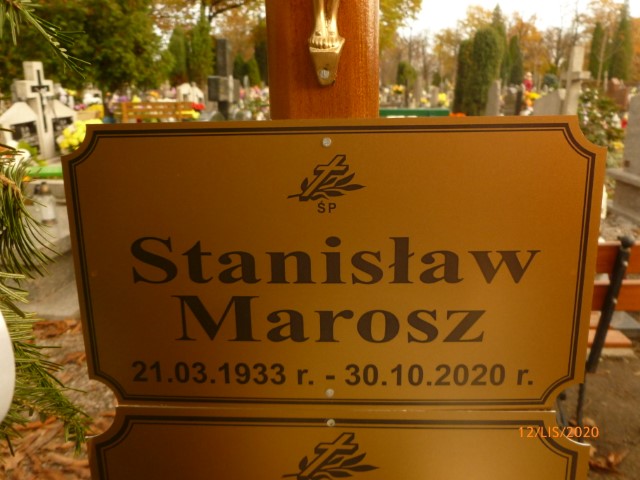 ŚP
Stanisław
Marosz
21.03.1933 r. - 30.10.2020 r.
12/LIS/2020